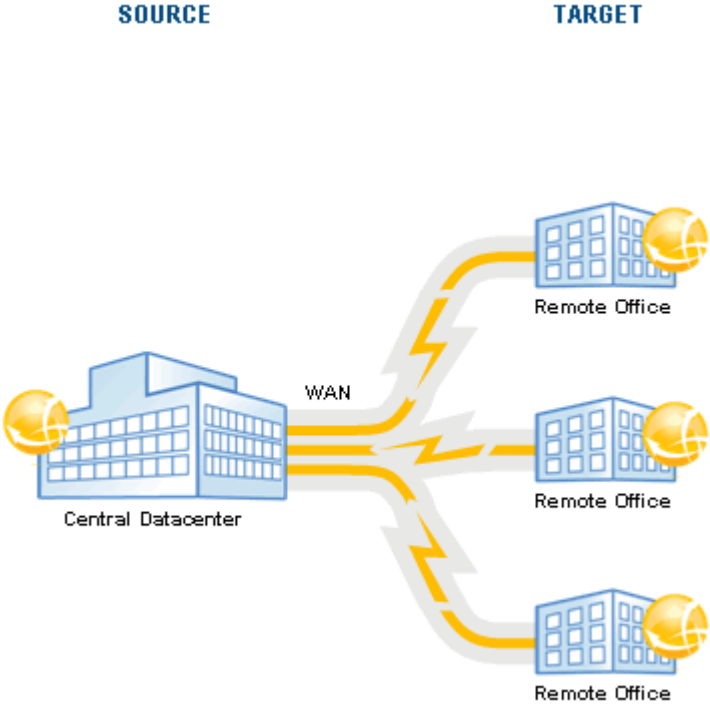 SOURCE
TARGET
Remote Office
WAN
Central Datacenter
Remote Office
Remote Office